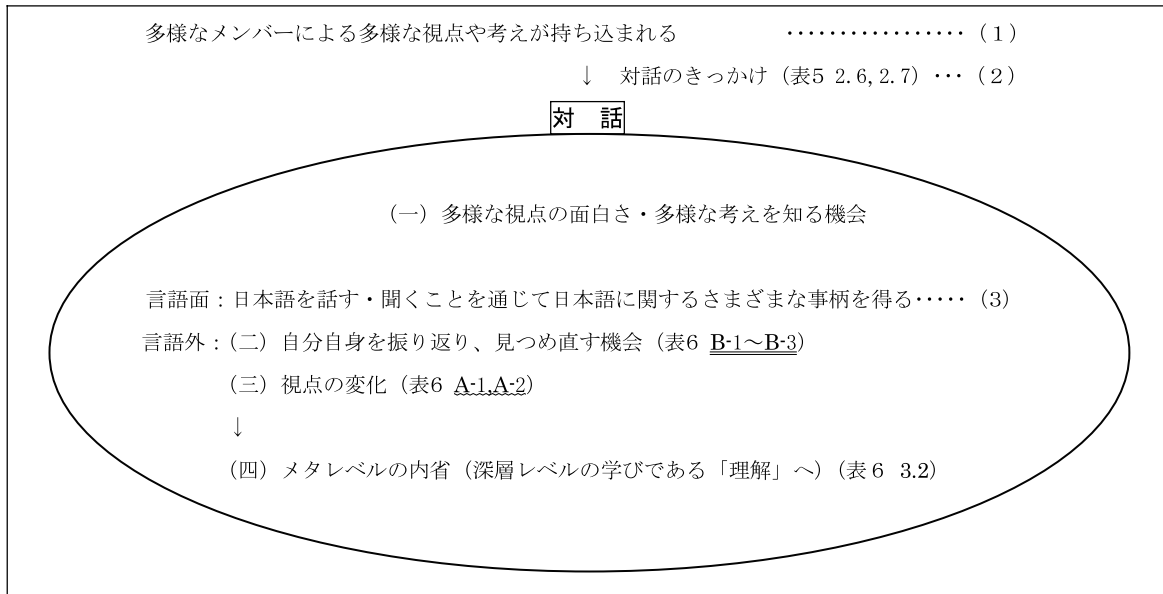 多様なメンバーによる多様な視点や考えが持ち込まれる ・・・・・・・・・・・・・・・・・ (1)
↓ 対話のきっかけ (表5 2.6, 2.7) ・・・ (2)
対 話
(一) 多様な視点の面白さ・多様な考えを知る機会
言語面：日本語を話す・聞くことを通じて日本語に関するさまざまな事柄を得る・・・・・ (3)
言語外：(二) 自分自身を振り返り、見つめ直す機会 (表6 B-1～B-3)
(三) 視点の変化 (表6 A-1,A-2)
↓
(四) メタレベルの内省 (深層レベルの学びである「理解」へ) (表6 3.2)